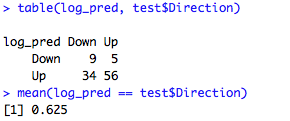 > table(log_pred, test$Direction)
log_pred Down Up
Down 9 5
Up 34 56
> mean(log_pred == test$Direction)
[1] 0.625